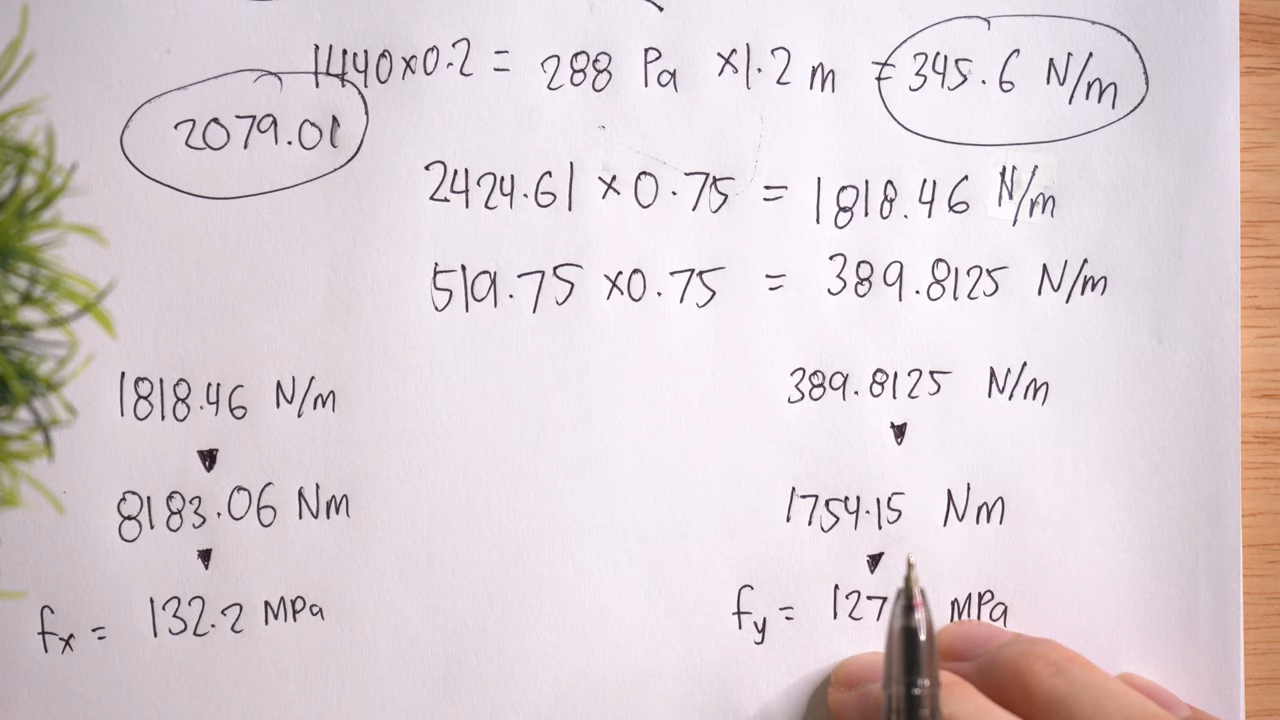 1440×0.2 = 288 Pa ×1.2 m = 345.6 N/m
2079.01
2424.61 × 0.75 = 1818.46 N/m
519.75 ×0.75 = 389.8125 N/m
1818.46 N/m
8183.06 Nm
fx = 132.2 MPa
389.8125 N/m
1754.15 Nm
fy = 127 MPa